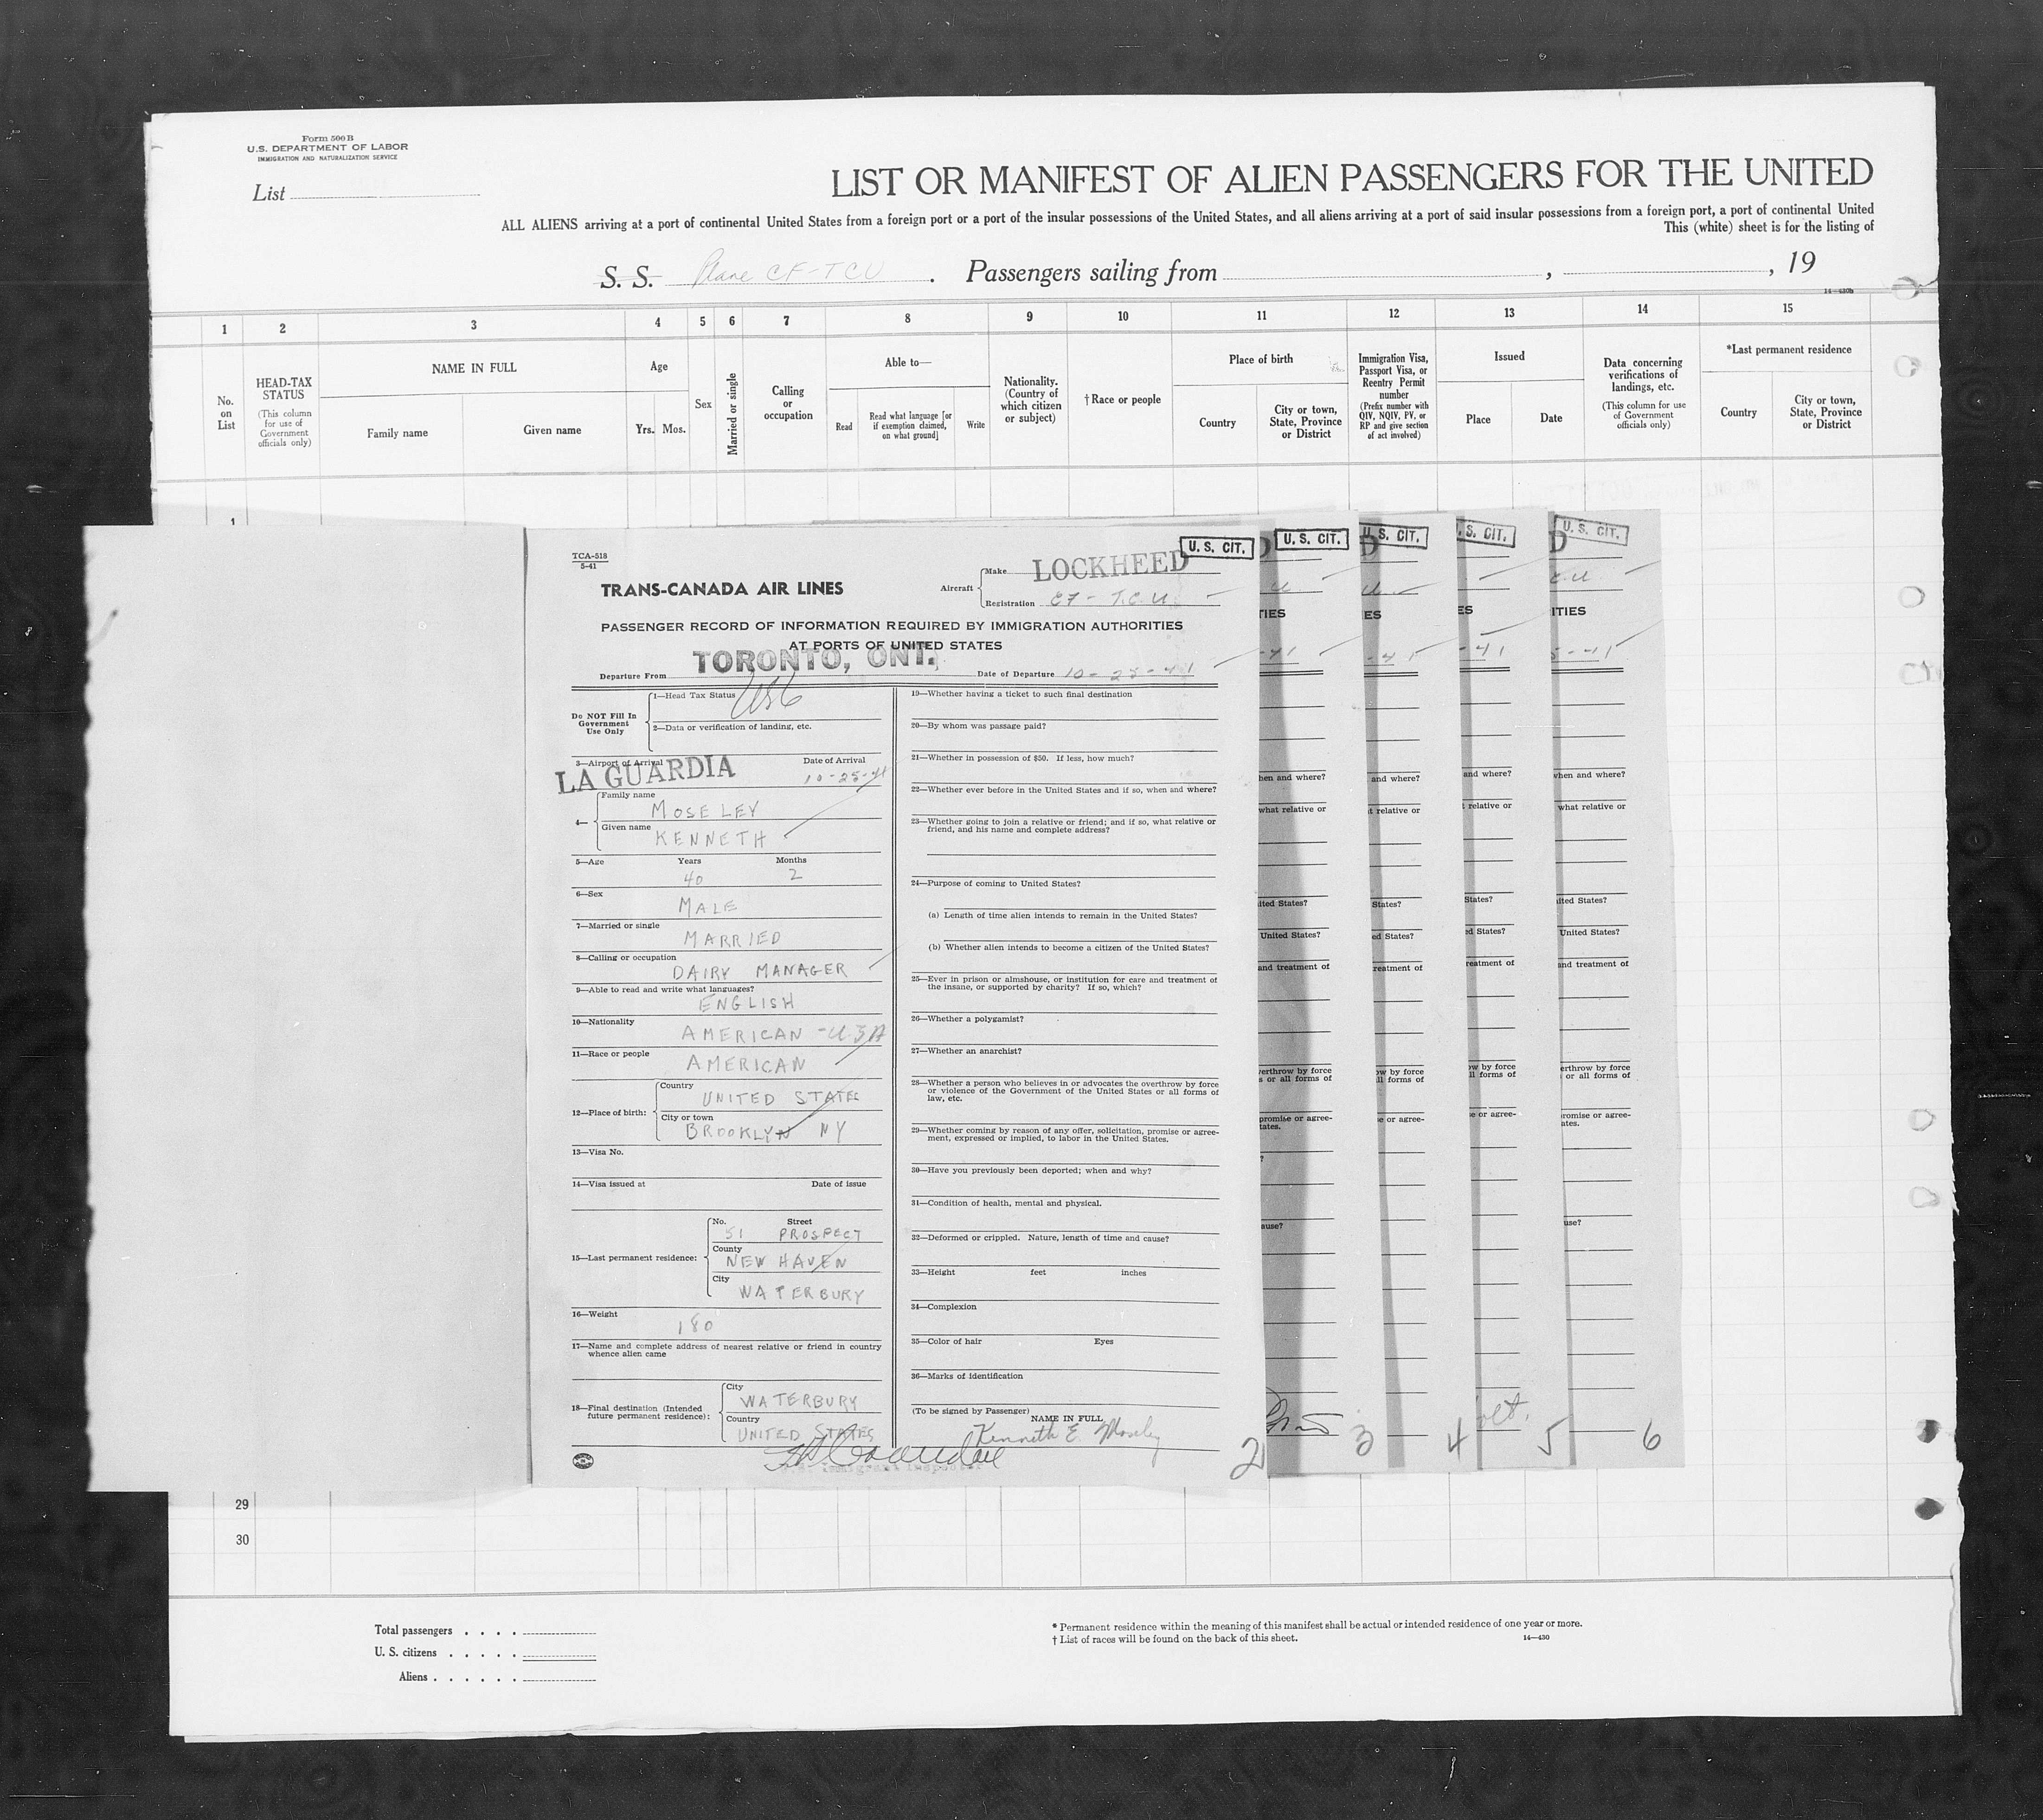 Form 500 B
U.S. DEPARTMENT OF LABOR
IMMIGRATION AND NATURALIZATION SERVICE
List
LIST OR MANIFEST OF ALIEN PASSENGERS FOR THE UNITED
ALL ALIENS arriving at a port of continental United States from a foreign port or a port of the insular possessions of the United States, and all aliens arriving at a port of said insular possessions from a foreign port, a port of continental United
This (white) sheet is for the listing of
S. S. Plane CF-TCU. Passengers sailing from , , 19
14—430b
1 2 3 4 5 6 7 8 9 10 11 12 13 14 15
No. on List
HEAD-TAX STATUS
(This column for use of Government officials only)
NAME IN FULL
Family name Given name
Age
Yrs. Mos.
Sex
Married or single
Calling or occupation
Able to—
Read
Read what language [or if exemption claimed, on what ground]
Write
Nationality. (Country of which citizen or subject)
†Race or people
Place of birth
Country
City or town, State, Province or District
Immigration Visa, Passport Visa, or Reentry Permit number
(Prefix number with QIV, NQIV, PV, or RP and give section of act involved)
Issued
Place Date
Data concerning verifications of landings, etc.
(This column for use of Government officials only)
*Last permanent residence
Country
City or town, State, Province or District
1
TCA-518
5-41
TRANS-CANADA AIR LINES
Aircraft
Make LOCKHEED
Registration CF - T.C.U.
U. S. CIT.
PASSENGER RECORD OF INFORMATION REQUIRED BY IMMIGRATION AUTHORITIES
AT PORTS OF UNITED STATES
Departure From TORONTO, ONT. Date of Departure 10-25-41
Do NOT Fill In Government Use Only
1—Head Tax Status
2—Data or verification of landing, etc.
3—Airport of Arrival Date of Arrival
LA GUARDIA 10-25-41
4—
Family name
MOSELEY
Given name
KENNETH
5—Age Years Months
40 2
6—Sex
MALE
7—Married or single
MARRIED
8—Calling or occupation
DAIRY MANAGER
9—Able to read and write what languages?
ENGLISH
10—Nationality
AMERICAN - U.S.A
11—Race or people
AMERICAN
12—Place of birth:
Country
UNITED STATES
City or town
BROOKLYN NY
13—Visa No.
14—Visa issued at Date of issue
15—Last permanent residence:
No. Street
51 PROSPECT
County
NEW HAVEN
City
WATERBURY
16—Weight
180
17—Name and complete address of nearest relative or friend in country
whence alien came
18—Final destination (Intended future permanent residence):
City
WATERBURY
Country
UNITED STATES
19—Whether having a ticket to such final destination
20—By whom was passage paid?
21—Whether in possession of $50. If less, how much?
22—Whether ever before in the United States and if so, when and where?
23—Whether going to join a relative or friend; and if so, what relative or
friend, and his name and complete address?
24—Purpose of coming to United States?
(a) Length of time alien intends to remain in the United States?
(b) Whether alien intends to become a citizen of the United States?
25—Ever in prison or almshouse, or institution for care and treatment of
the insane, or supported by charity? If so, which?
26—Whether a polygamist?
27—Whether an anarchist?
28—Whether a person who believes in or advocates the overthrow by force
or violence of the Government of the United States or all forms of
law, etc.
29—Whether coming by reason of any offer, solicitation, promise or agree-
ment, expressed or implied, to labor in the United States.
30—Have you previously been deported; when and why?
31—Condition of health, mental and physical.
32—Deformed or crippled. Nature, length of time and cause?
33—Height feet inches
34—Complexion
35—Color of hair Eyes
36—Marks of identification
(To be signed by Passenger)
NAME IN FULL
Kenneth E. Moseley
Immigrant Inspector
2 3 4 5 6
U. S. CIT.
U. S. CIT.
U. S. CIT.
U. S. CIT.
29
30
Total passengers . . . .
U. S. citizens . . . . .
Aliens . . . . . .
* Permanent residence within the meaning of this manifest shall be actual or intended residence of one year or more.
† List of races will be found on the back of this sheet.
14—430